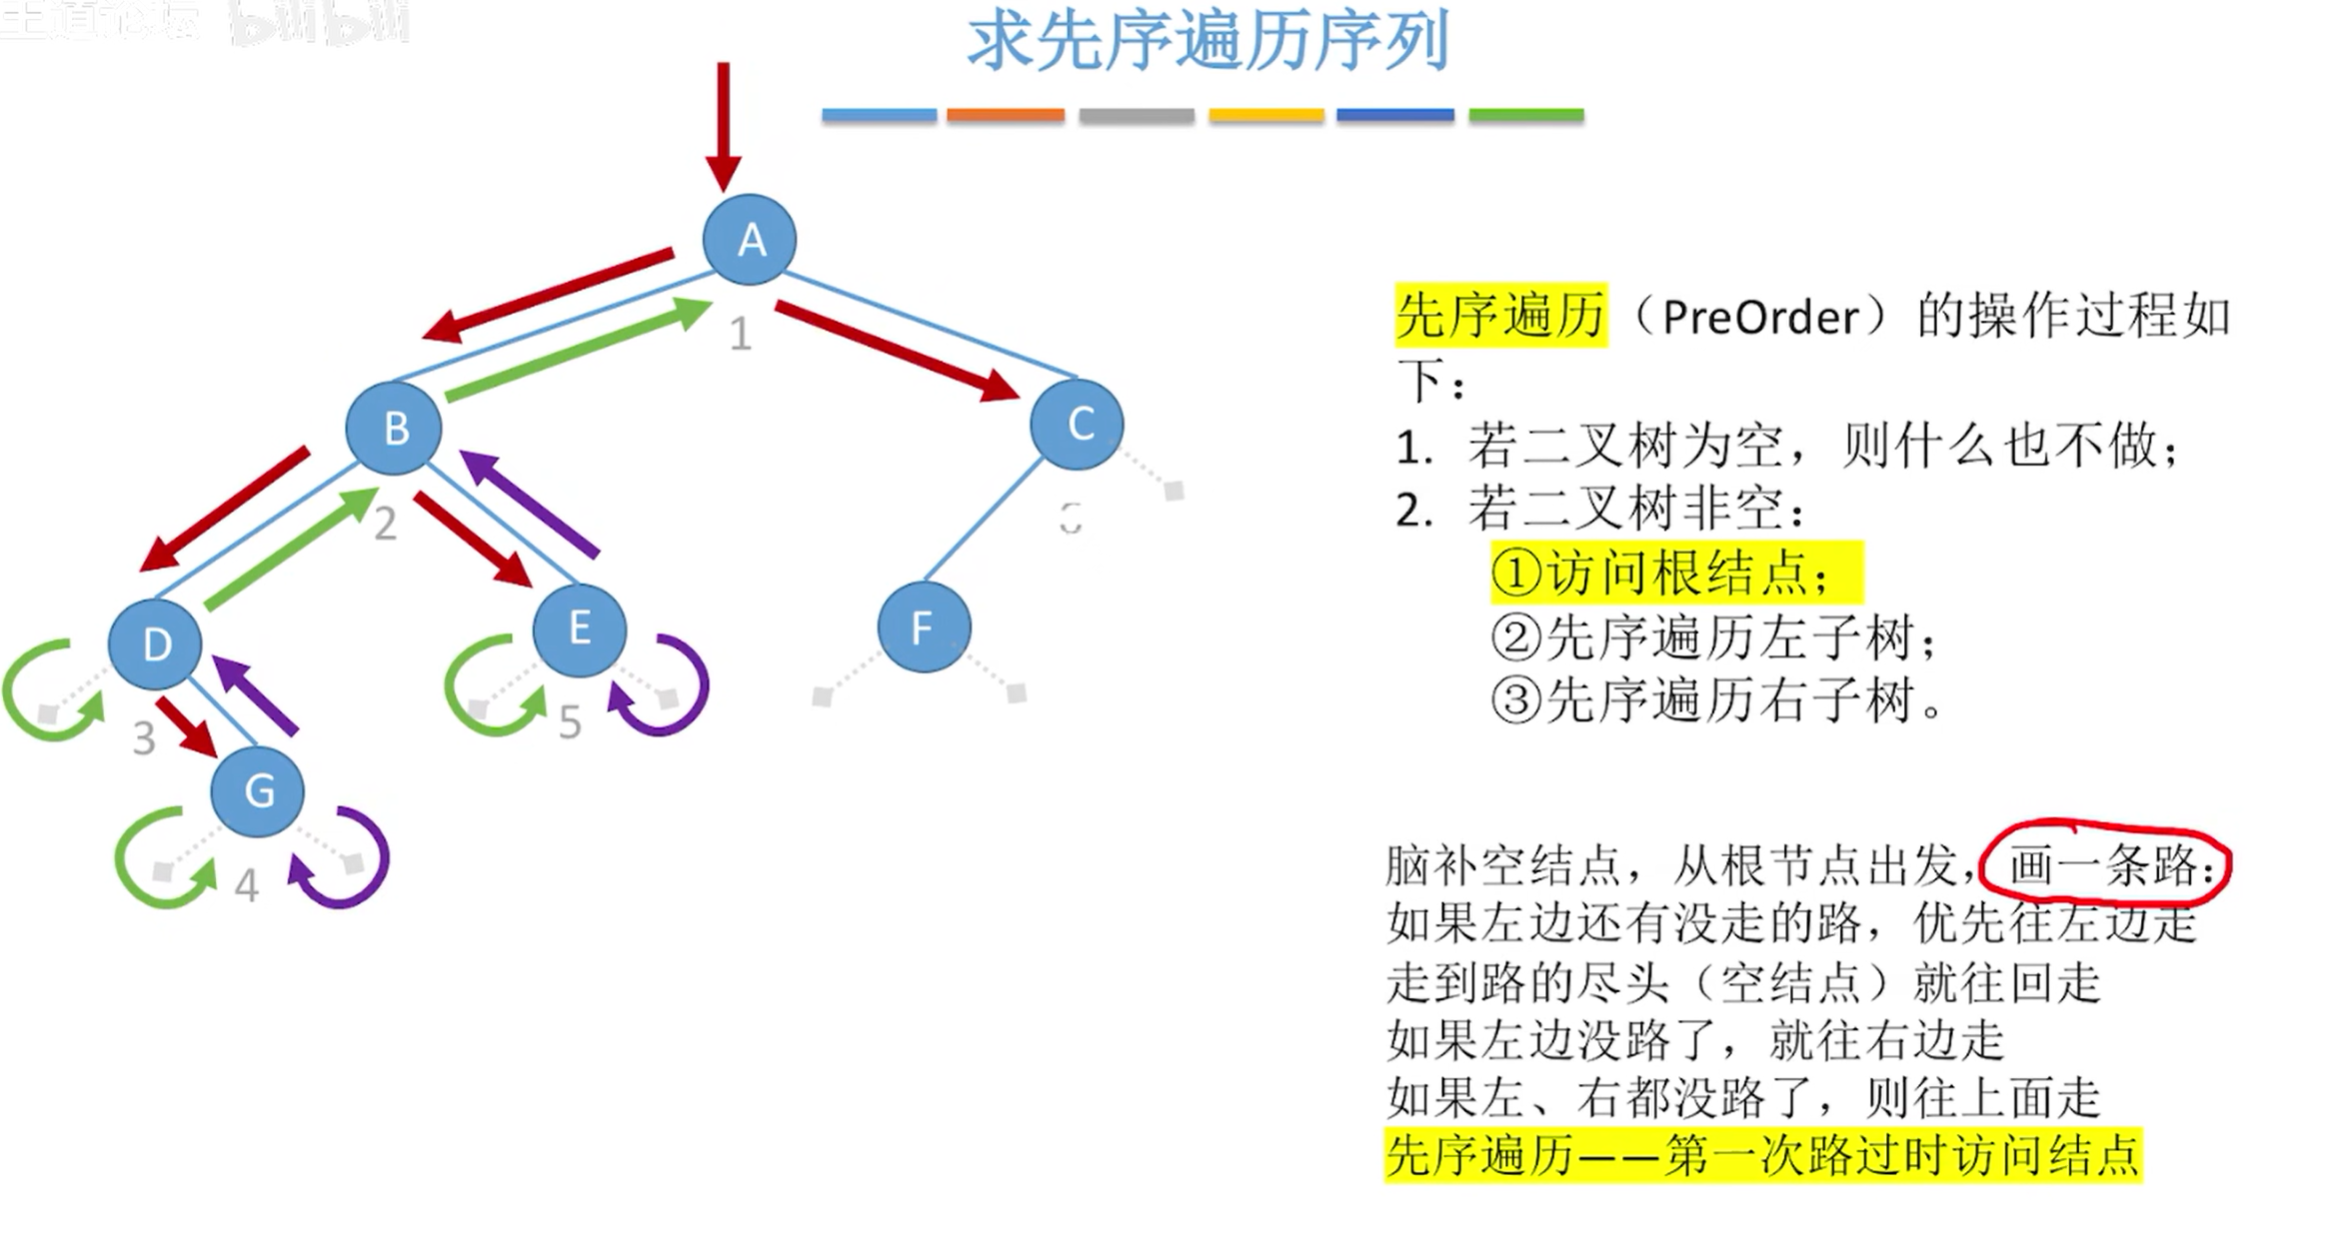 王道论坛 bilibili
求先序遍历序列
A
1
B
C
2
D
E
F
3
5
G
4
先序遍历（PreOrder）的操作过程如
下：
1. 若二叉树为空，则什么也不做；
2. 若二叉树非空：
①访问根结点；
②先序遍历左子树；
③先序遍历右子树。
脑补空结点，从根节点出发，画一条路：
如果左边还有没走的路，优先往左边走
走到路的尽头（空结点）就往回走
如果左边没路了，就往右边走
如果左、右都没路了，则往上面走
先序遍历——第一次路过时访问结点